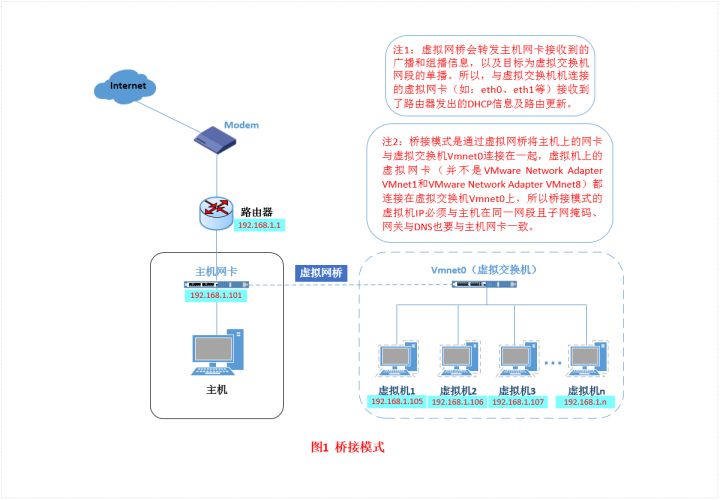 注1：虚拟网桥会转发主机网卡接收到的
广播和组播信息，以及目标为虚拟交换机
网段的单播。所以，与虚拟交换机机连接
的虚拟网卡（如：eth0、eth1等）接收到
了路由器发出的DHCP信息及路由更新。
Internet
Modem
注2：桥接模式是通过虚拟网桥将主机上的网卡
与虚拟交换机Vmnet0连接在一起，虚拟机上的
虚拟网卡（并不是VMware Network Adapter
VMnet1和VMware Network Adapter VMnet8）都
连接在虚拟交换机Vmnet0上，所以桥接模式的
虚拟机IP必须与主机在同一网段且子网掩码、
网关与DNS也要与主机网卡一致。
路由器
192.168.1.1
主机网卡
192.168.1.101
虚拟网桥
Vmnet0（虚拟交换机）
主机
虚拟机1
192.168.1.105
虚拟机2
192.168.1.106
虚拟机3
192.168.1.107
虚拟机n
192.168.1.n
图1 桥接模式